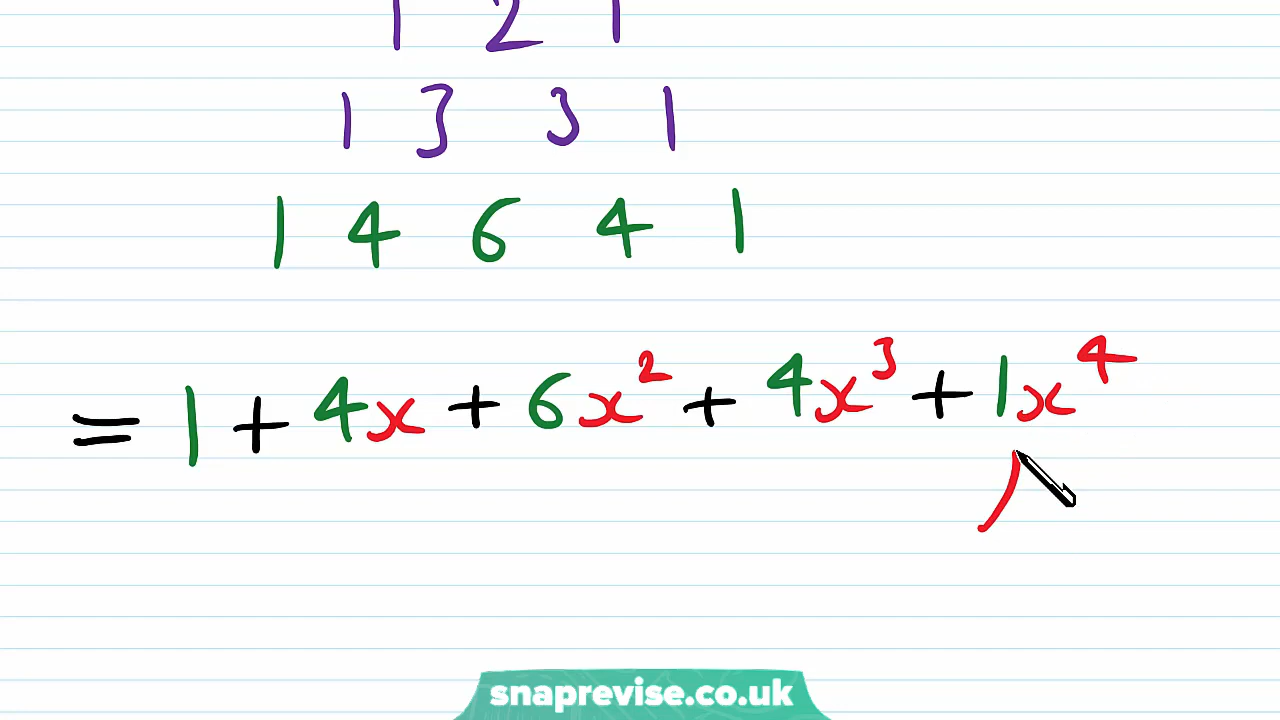 1 2 1
1 3 3 1
1 4 6 4 1
= 1 + 4x + 6x² + 4x³ + 1x⁴
snaprevise.co.uk